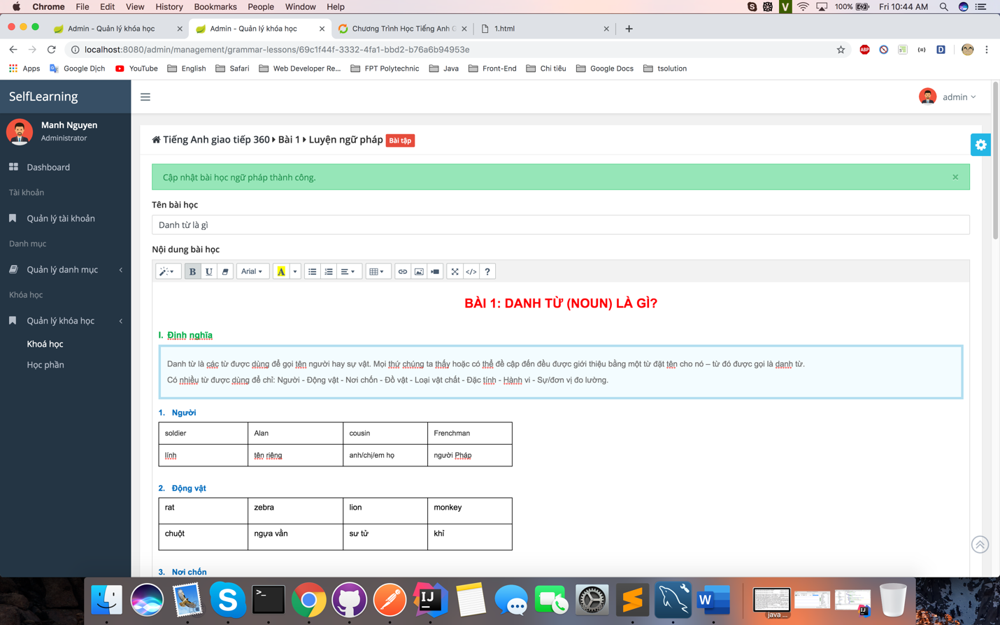 Chrome File Edit View History Bookmarks People Window Help V 100% Fri 10:44 AM
Admin - Quản lý khóa học Admin - Quản lý khóa học Chương Trình Học Tiếng Anh G 1.html
localhost:8080/admin/management/grammar-lessons/69c1f44f-3332-4fa1-bbd2-b76a6b94953e ABP D
Apps Google Dịch YouTube English Safari Web Developer Re... FPT Polytechnic Java Front-End Chi tiêu Google Docs tsolution
SelfLearning
admin
Manh Nguyen
Administrator
Dashboard
Tài khoản
Quản lý tài khoản
Danh mục
Quản lý danh mục
Khóa học
Quản lý khóa học
Khoá học
Học phần
Tiếng Anh giao tiếp 360 Bài 1 Luyện ngữ pháp Bài tập
Cập nhật bài học ngữ pháp thành công. ×
Tên bài học
Danh từ là gì
Nội dung bài học
B U Arial A </> ?
BÀI 1: DANH TỪ (NOUN) LÀ GÌ?
I. Định nghĩa
Danh từ là các từ được dùng để gọi tên người hay sự vật. Mọi thứ chúng ta thấy hoặc có thể đề cập đến đều được giới thiệu bằng một từ đặt tên cho nó – từ đó được gọi là danh từ.
Có nhiều từ được dùng để chỉ: Người - Động vật - Nơi chốn - Đồ vật - Loại vật chất - Đặc tính - Hành vi - Sự/đơn vị đo lường.
1. Người
soldier Alan cousin Frenchman
lính tên riêng anh/chị/em họ người Pháp
2. Động vật
rat zebra lion monkey
chuột ngựa vằn sư tử khỉ
3. Nơi chốn
S >_ IJ W IJ
java ...